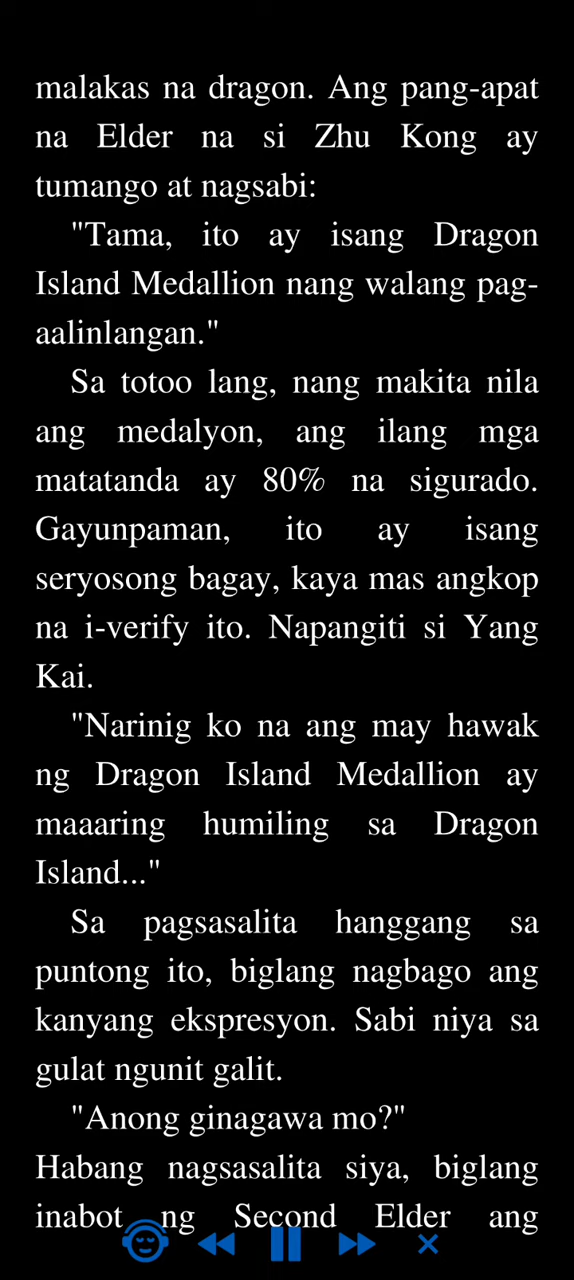 malakas na dragon. Ang pang-apat
na Elder na si Zhu Kong ay
tumango at nagsabi:
"Tama, ito ay isang Dragon
Island Medallion nang walang pag-
aalinlangan."
Sa totoo lang, nang makita nila
ang medalyon, ang ilang mga
matatanda ay 80% na sigurado.
Gayunpaman, ito ay isang
seryosong bagay, kaya mas angkop
na i-verify ito. Napangiti si Yang
Kai.
"Narinig ko na ang may hawak
ng Dragon Island Medallion ay
maaaring humiling sa Dragon
Island..."
Sa pagsasalita hanggang sa
puntong ito, biglang nagbago ang
kanyang ekspresyon. Sabi niya sa
gulat ngunit galit.
"Anong ginagawa mo?"
Habang nagsasalita siya, biglang
inabot ng Second Elder ang